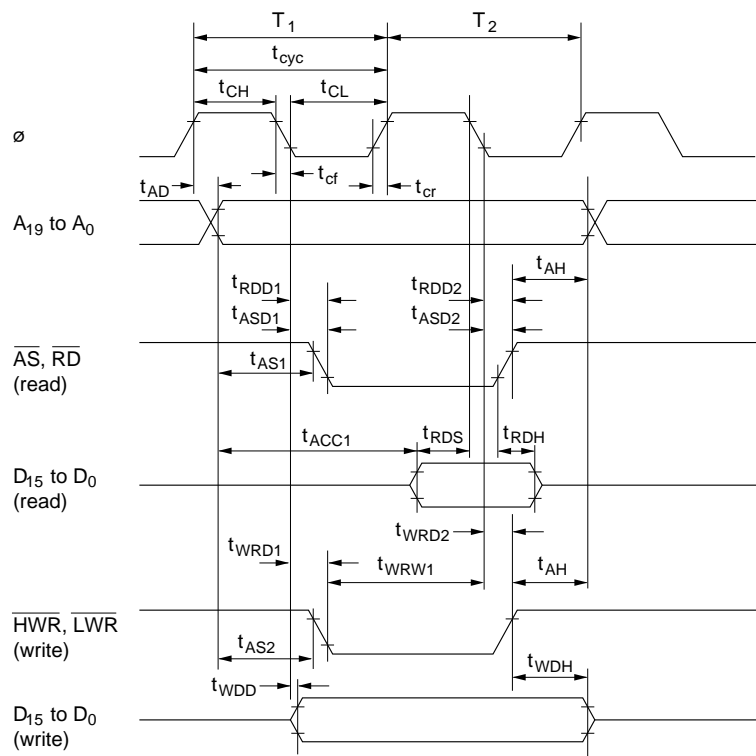 T1 T2
tcyc
tCH tCL
ø
tAD tcf tcr
A19 to A0
tRDD1 tRDD2 tAH
tASD1 tASD2
AS, RD
(read)
tAS1
tACC1 tRDS tRDH
D15 to D0
(read)
tWRD2
tWRD1 tWRW1 tAH
HWR, LWR
(write)
tAS2
tWDH
tWDD
D15 to D0
(write)